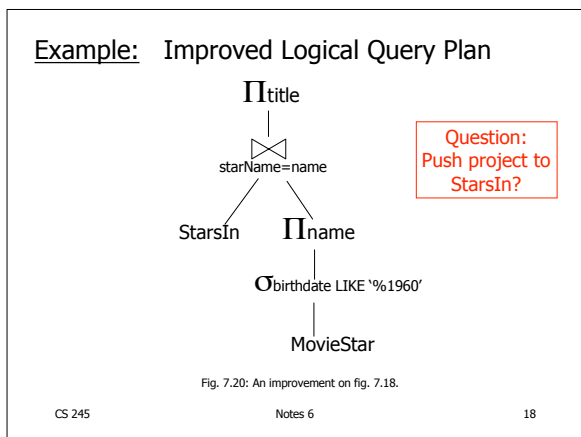 Example: Improved Logical Query Plan
Πtitle
starName=name
Question:
Push project to
StarsIn?
StarsIn Πname
σbirthdate LIKE ‘%1960’
MovieStar
Fig. 7.20: An improvement on fig. 7.18.
CS 245 Notes 6 18